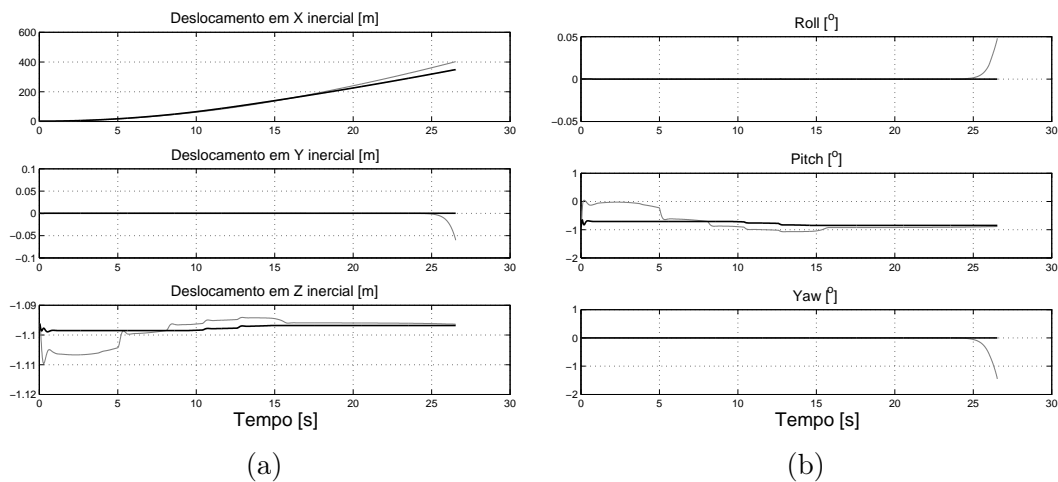 Deslocamento em X inercial [m]
600
400
200
0
0 5 10 15 20 25 30
Deslocamento em Y inercial [m]
0.1
0.05
0
−0.05
−0.1
0 5 10 15 20 25 30
Deslocamento em Z inercial [m]
−1.09
−1.1
−1.11
−1.12
0 5 10 15 20 25 30
Tempo [s]
(a)
Roll [o]
0.05
0
−0.05
0 5 10 15 20 25 30
Pitch [o]
1
0
−1
−2
0 5 10 15 20 25 30
Yaw [o]
1
0
−1
−2
0 5 10 15 20 25 30
Tempo [s]
(b)